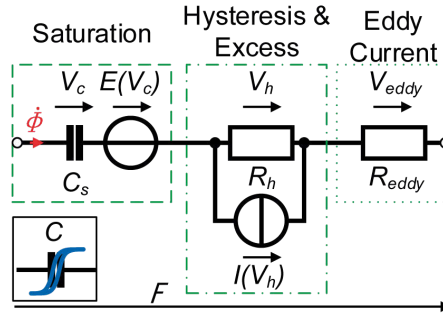 Saturation
Hysteresis &
Excess
Eddy
Current
V_c E(V_c)
V_h
V_eddy
Φ̇
C_s
R_h
R_eddy
I(V_h)
C
F